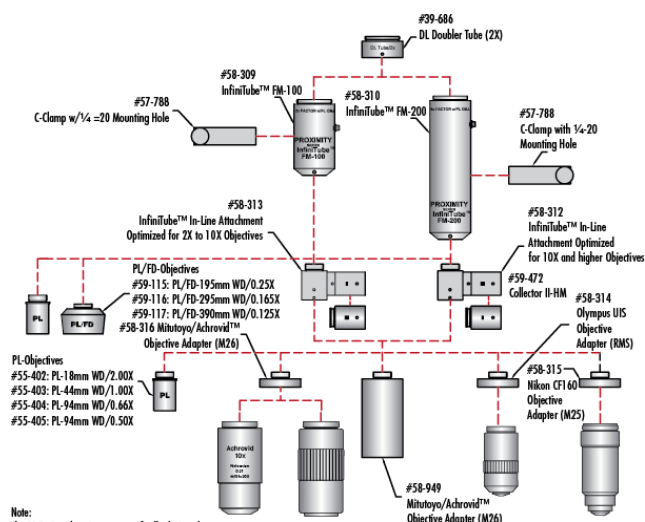 #39-686
DL Doubler Tube (2X)
DL Tube/2x
#58-309
InfiniTube™ FM-100
#58-310
InfiniTube™ FM-200
#57-788
C-Clamp w/¼ =20 Mounting Hole
#57-788
C-Clamp with ¼-20
Mounting Hole
PROXIMITY
InfiniTube
FM-100
PROXIMITY
InfiniTube
FM-200
#58-313
InfiniTube™ In-Line Attachment
Optimized for 2X to 10X Objectives
#58-312
InfiniTube™ In-Line
Attachment Optimized
for 10X and higher Objectives
#59-472
Collector II-HM
PL
PL/FD
PL/FD-Objectives
#59-115: PL/FD-195mm WD/0.25X
#59-116: PL/FD-295mm WD/0.165X
#59-117: PL/FD-390mm WD/0.125X
#58-316 Mitutoyo/Achrovid™
Objective Adapter (M26)
#58-314
Olympus UIS
Objective
Adapter (RMS)
#58-315
Nikon CF160
Objective
Adapter (M25)
PL-Objectives
#55-402: PL-18mm WD/2.00X
#55-403: PL-44mm WD/1.00X
#55-404: PL-94mm WD/0.66X
#55-405: PL-94mm WD/0.50X
PL
Achrovid
10x
#58-949
Mitutoyo/Achrovid™
Objective Adapter (M26)
Note: